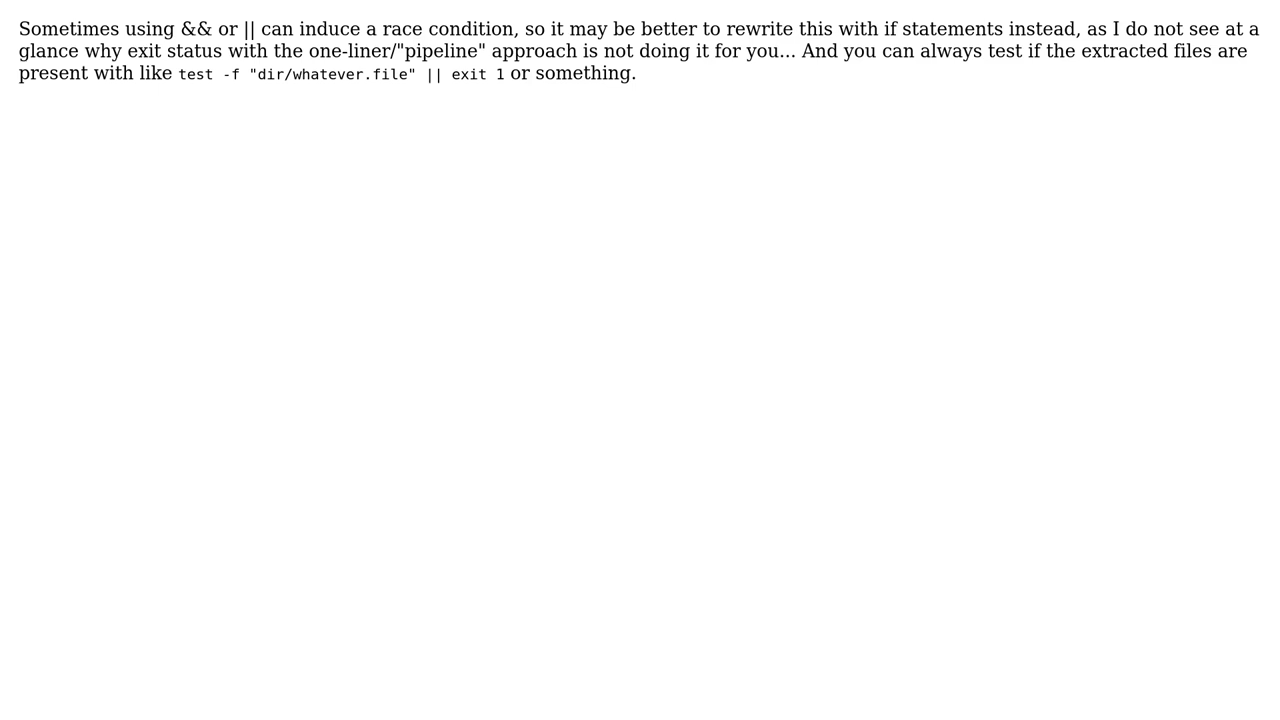 Sometimes using && or || can induce a race condition, so it may be better to rewrite this with if statements instead, as I do not see at a
glance why exit status with the one-liner/"pipeline" approach is not doing it for you... And you can always test if the extracted files are
present with like test -f "dir/whatever.file" || exit 1 or something.